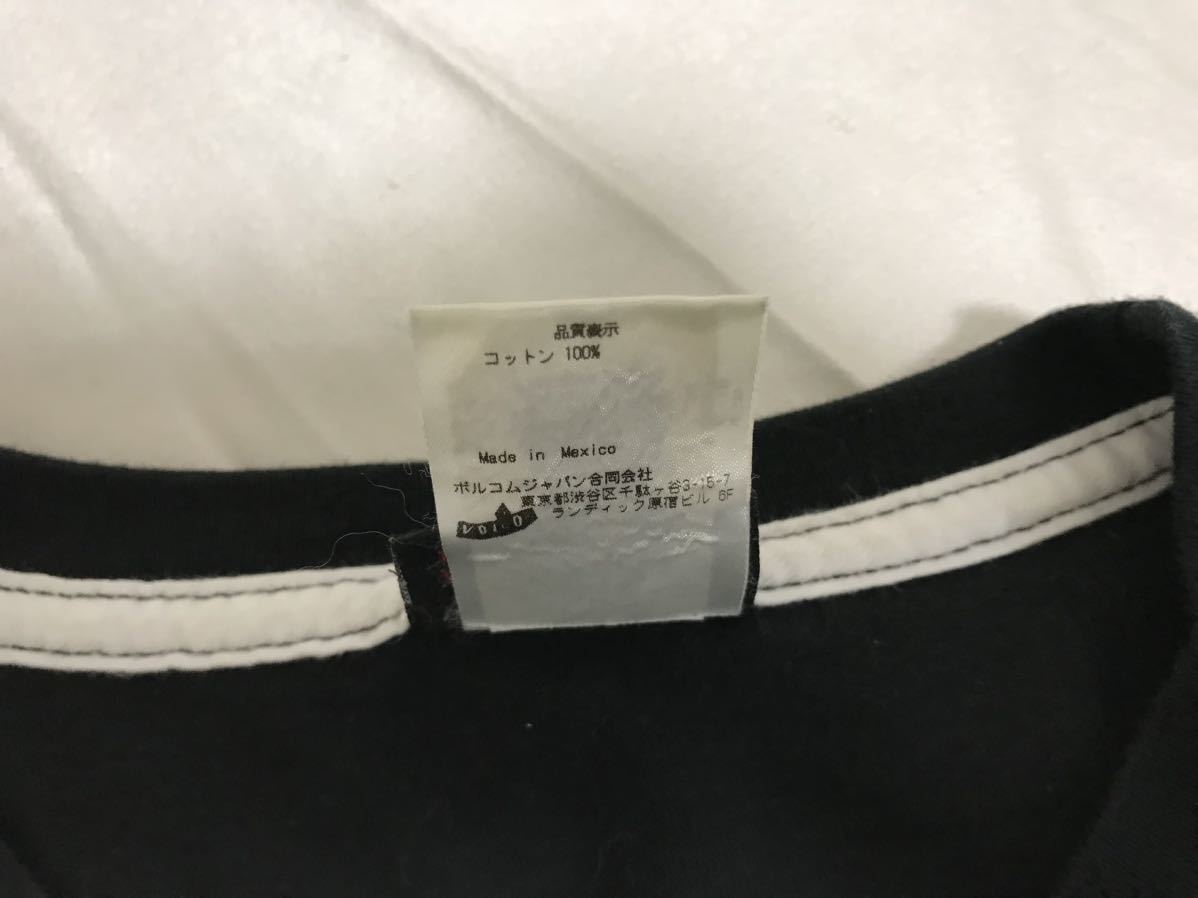 品質表示
コットン 100%
Made in Mexico
ボルコムジャパン合同会社
東京都渋谷区千駄ヶ谷3-15-7
ランディック原宿ビル 6F
VOLCO